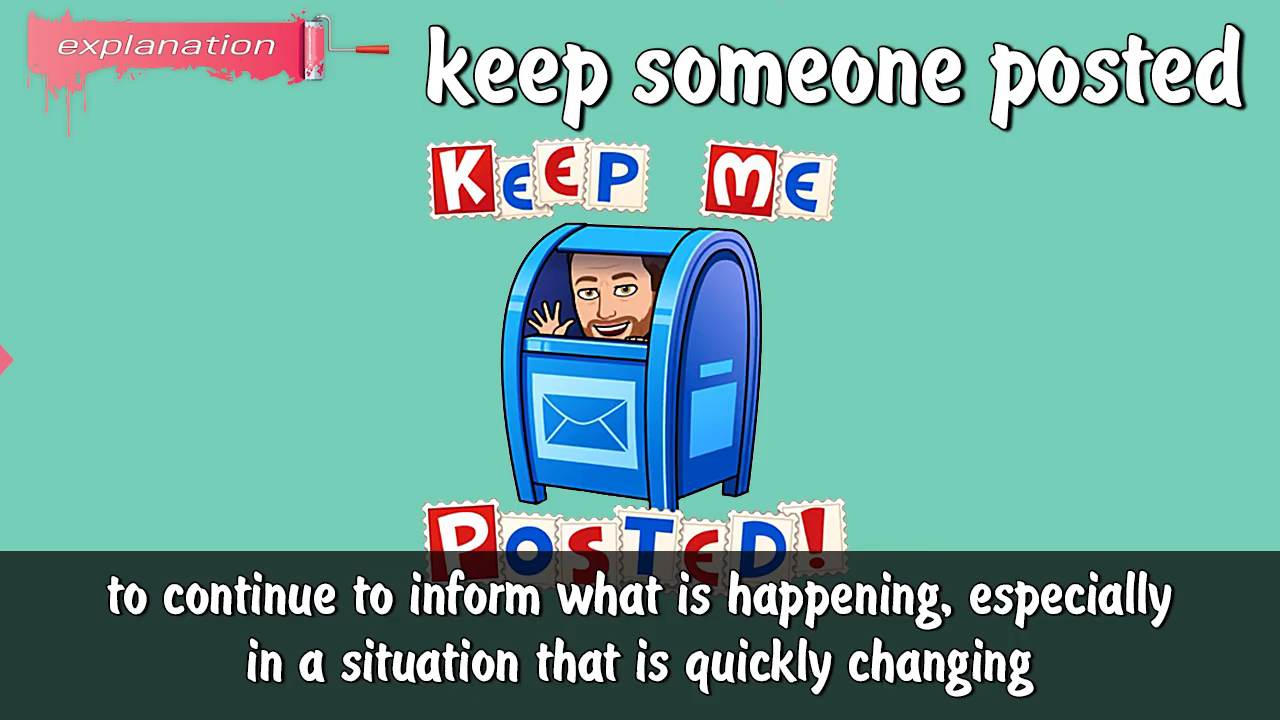 explanation
keep someone posted
KEEP ME
POSTED!
to continue to inform what is happening, especially
in a situation that is quickly changing